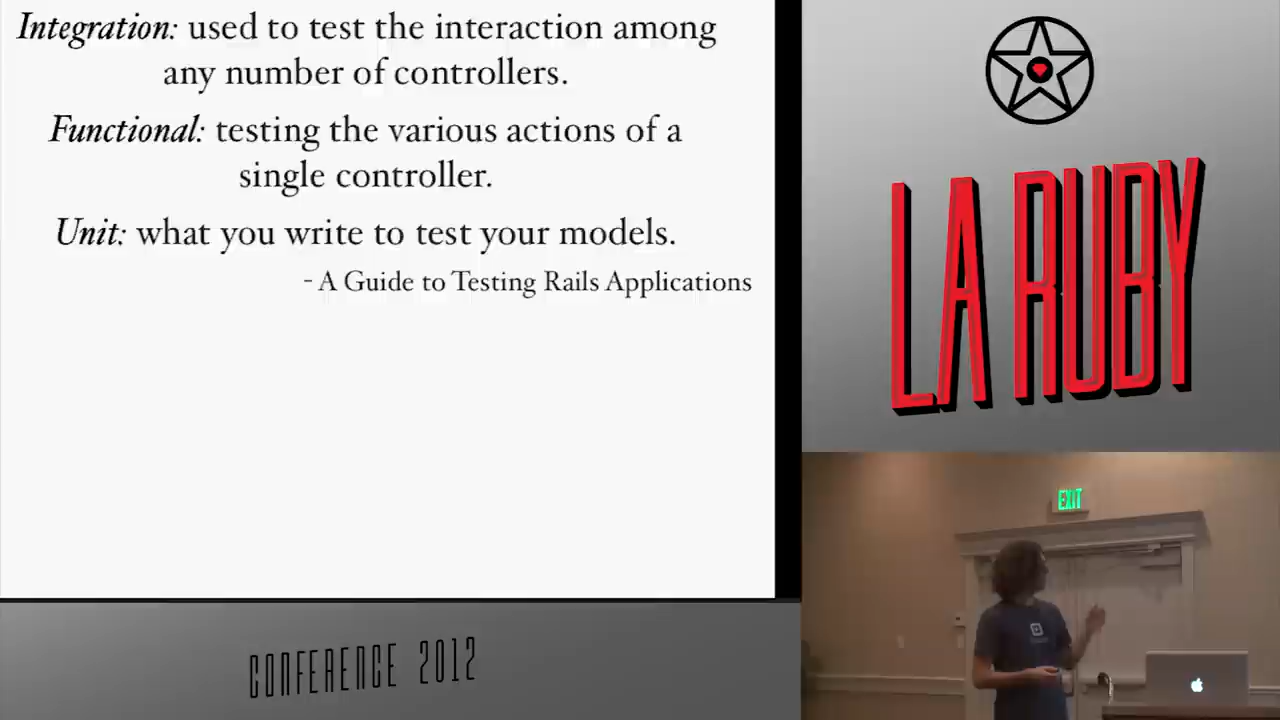 Integration: used to test the interaction among
any number of controllers.
Functional: testing the various actions of a
single controller.
Unit: what you write to test your models.
- A Guide to Testing Rails Applications
LA RUBY
EXIT
CONFERENCE 2012